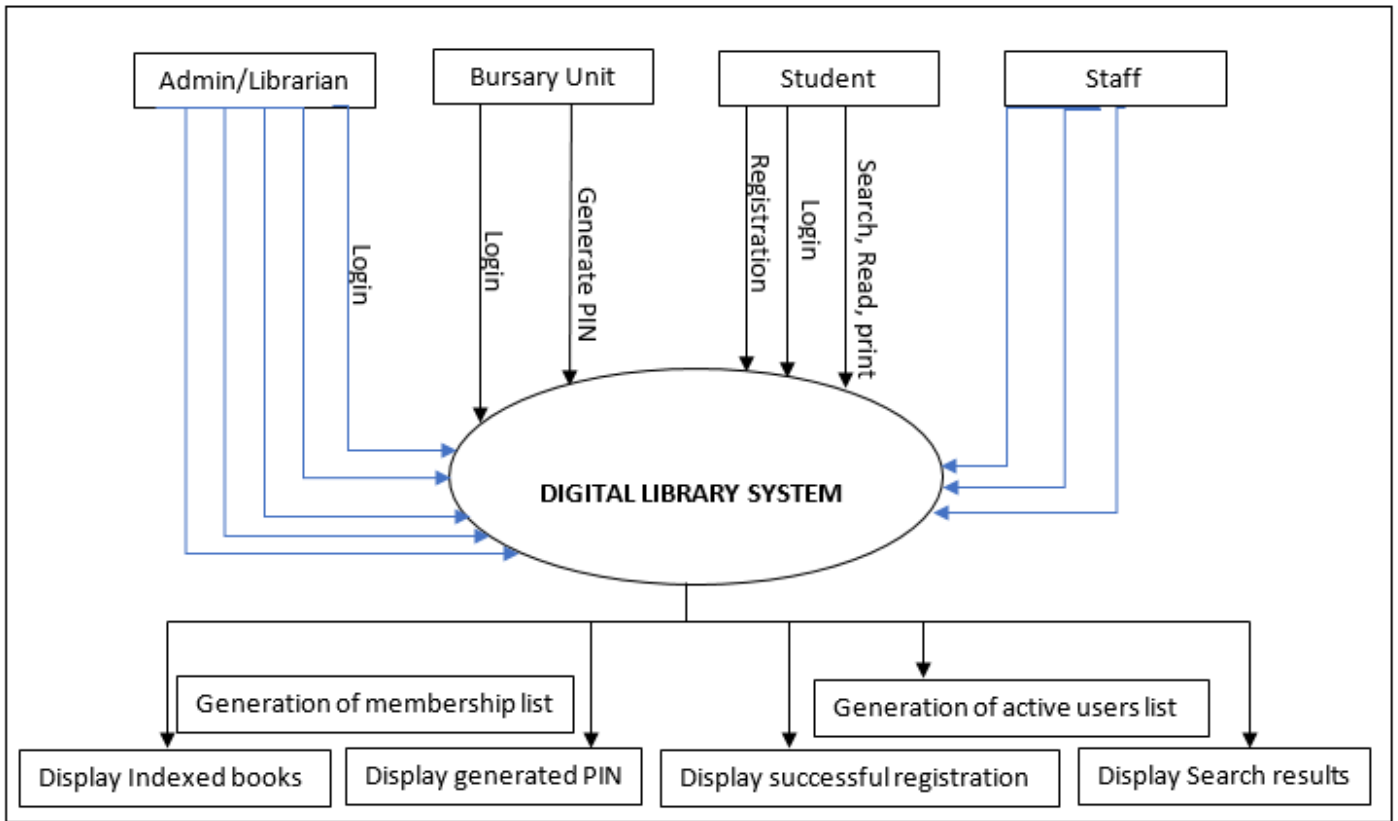 Admin/Librarian
Bursary Unit
Student
Staff
Login
Login
Generate PIN
Registration
Login
Search, Read, print
DIGITAL LIBRARY SYSTEM
Generation of membership list
Generation of active users list
Display Indexed books
Display generated PIN
Display successful registration
Display Search results